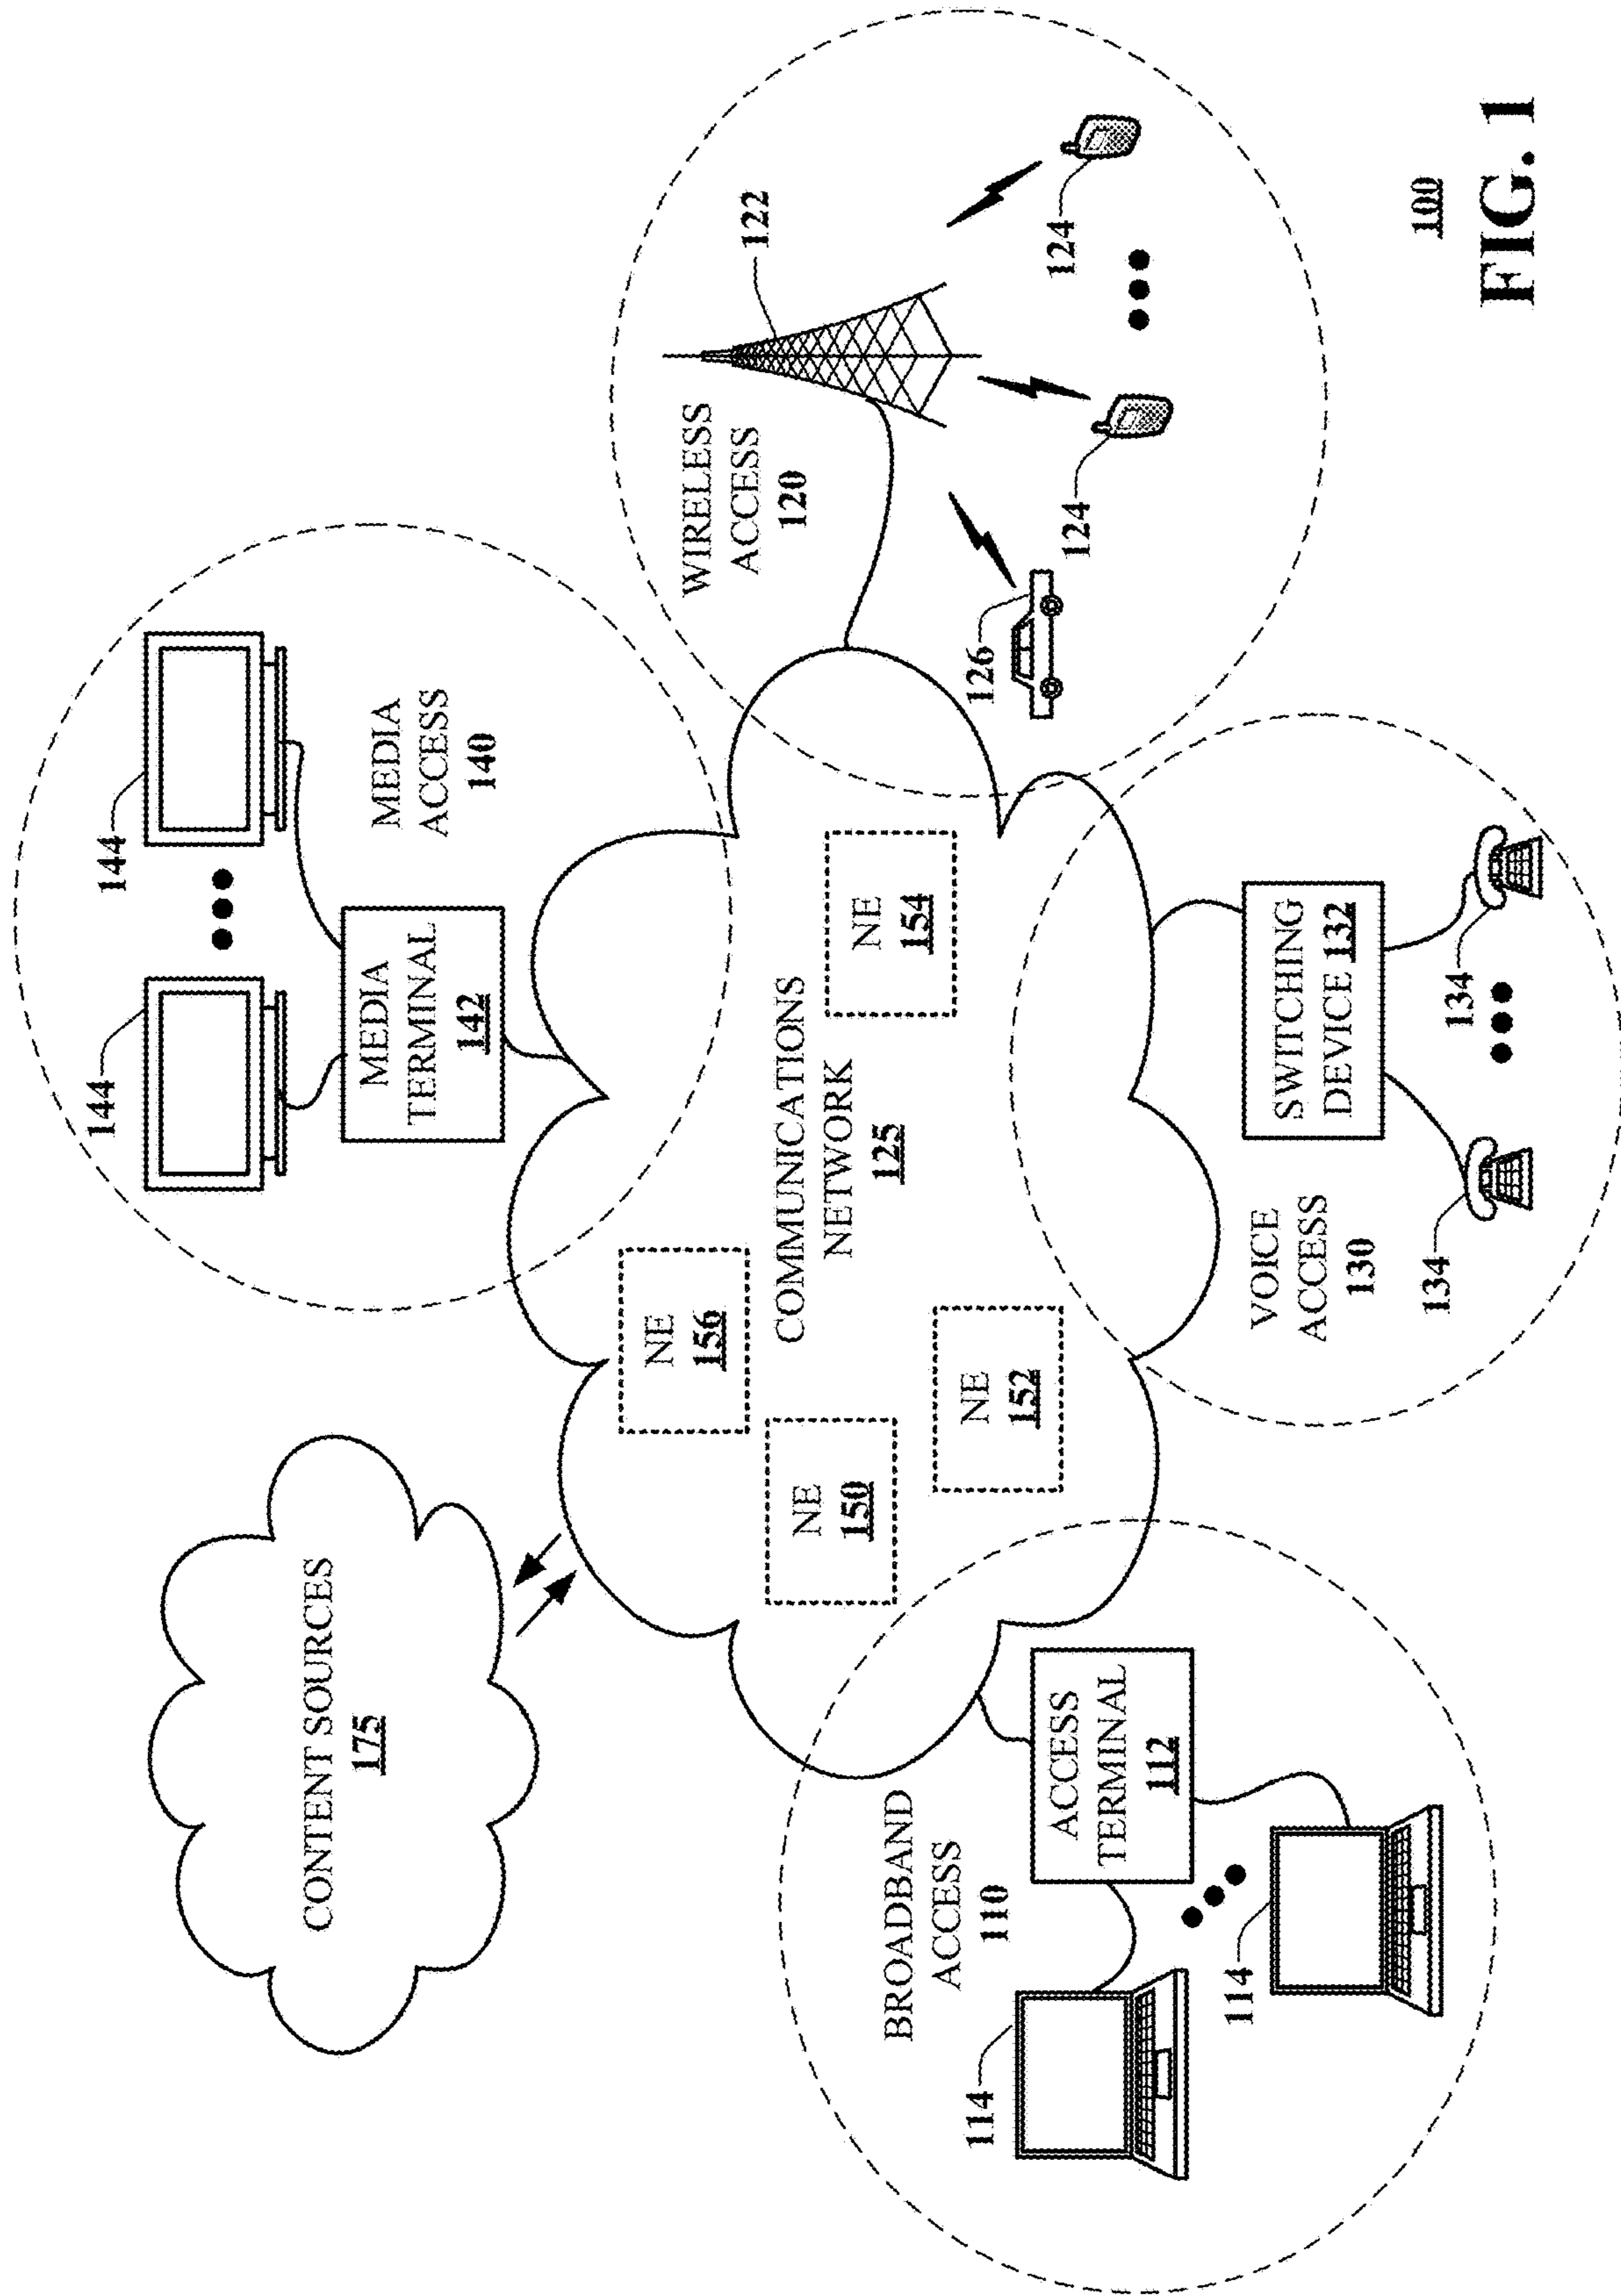 CONTENT SOURCES
175
144
144
MEDIA
TERMINAL
142
MEDIA
ACCESS
140
WIRELESS
ACCESS
120
122
NE
156
NE
150
NE
152
COMMUNICATIONS
NETWORK
125
NE
154
BROADBAND
ACCESS
110
126
124
124
114
ACCESS
TERMINAL
112
114
VOICE
ACCESS
130
SWITCHING
DEVICE 132
134
134
100
FIG. 1